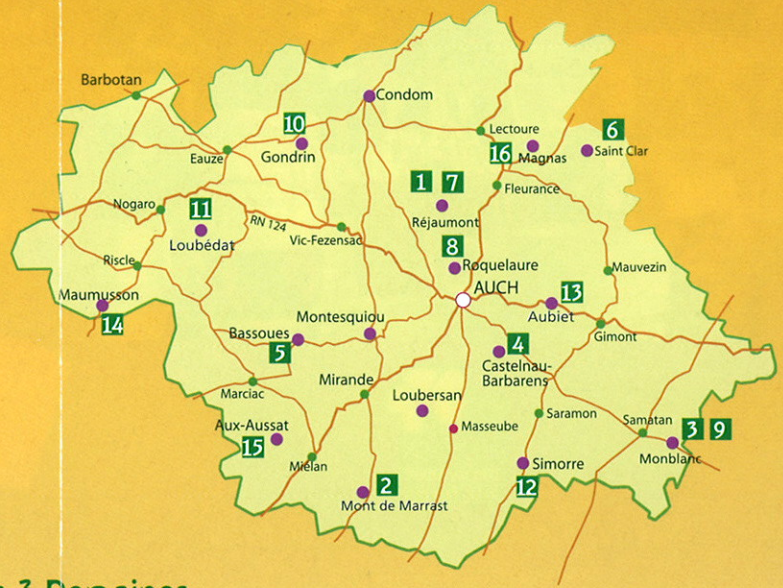 Barbotan
Condom
10
Gondrin
Eauze
Lectoure
6
16
Magnas
Saint Clar
1 7
Fleurance
Nogaro
11
Loubédat
RN 124
Vic-Fezensac
Réjaumont
8
Roquelaure
Riscle
Mauvezin
AUCH
Maumusson
14
13
Aubiet
Montesquiou
Bassoues
5
Gimont
4
Castelnau-
Barbarens
Mirande
Marciac
Loubersan
Aux-Aussat
15
Masseube
Saramon
Samatan
3 9
Monblanc
Miélan
Simorre
12
2
Mont de Marrast